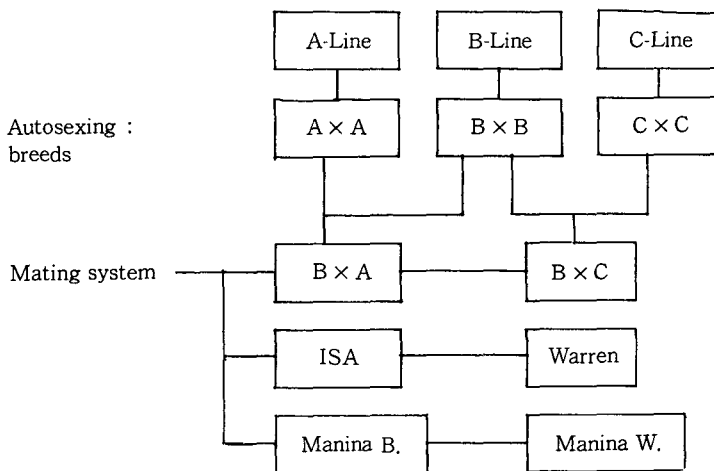 A-Line B-Line C-Line
Autosexing :
breeds
A × A B × B C × C
Mating system B × A B × C
ISA Warren
Manina B. Manina W.